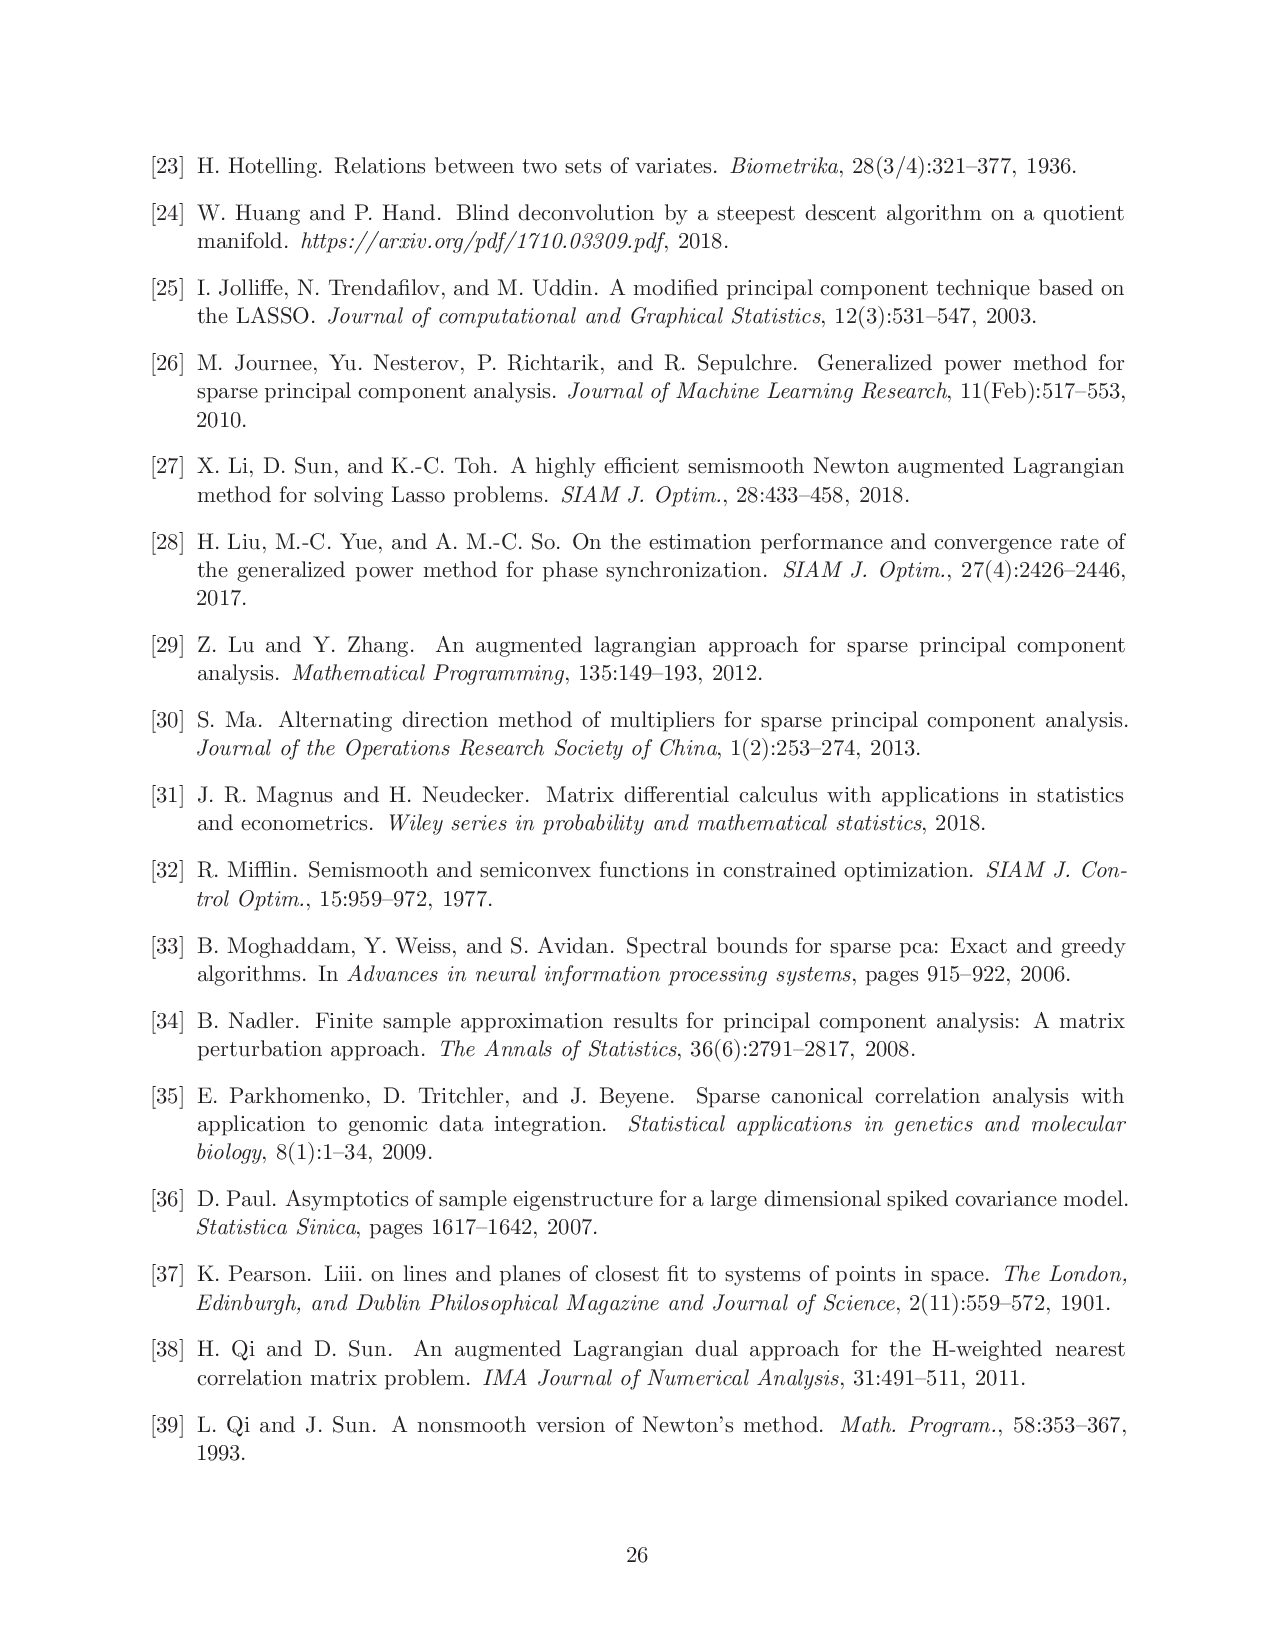 [23] H. Hotelling. Relations between two sets of variates. Biometrika, 28(3/4):321–377, 1936.
[24] W. Huang and P. Hand. Blind deconvolution by a steepest descent algorithm on a quotient
manifold. https://arxiv.org/pdf/1710.03309.pdf, 2018.
[25] I. Jolliffe, N. Trendafilov, and M. Uddin. A modified principal component technique based on
the LASSO. Journal of computational and Graphical Statistics, 12(3):531–547, 2003.
[26] M. Journee, Yu. Nesterov, P. Richtarik, and R. Sepulchre. Generalized power method for
sparse principal component analysis. Journal of Machine Learning Research, 11(Feb):517–553,
2010.
[27] X. Li, D. Sun, and K.-C. Toh. A highly efficient semismooth Newton augmented Lagrangian
method for solving Lasso problems. SIAM J. Optim., 28:433–458, 2018.
[28] H. Liu, M.-C. Yue, and A. M.-C. So. On the estimation performance and convergence rate of
the generalized power method for phase synchronization. SIAM J. Optim., 27(4):2426–2446,
2017.
[29] Z. Lu and Y. Zhang. An augmented lagrangian approach for sparse principal component
analysis. Mathematical Programming, 135:149–193, 2012.
[30] S. Ma. Alternating direction method of multipliers for sparse principal component analysis.
Journal of the Operations Research Society of China, 1(2):253–274, 2013.
[31] J. R. Magnus and H. Neudecker. Matrix differential calculus with applications in statistics
and econometrics. Wiley series in probability and mathematical statistics, 2018.
[32] R. Mifflin. Semismooth and semiconvex functions in constrained optimization. SIAM J. Con-
trol Optim., 15:959–972, 1977.
[33] B. Moghaddam, Y. Weiss, and S. Avidan. Spectral bounds for sparse pca: Exact and greedy
algorithms. In Advances in neural information processing systems, pages 915–922, 2006.
[34] B. Nadler. Finite sample approximation results for principal component analysis: A matrix
perturbation approach. The Annals of Statistics, 36(6):2791–2817, 2008.
[35] E. Parkhomenko, D. Tritchler, and J. Beyene. Sparse canonical correlation analysis with
application to genomic data integration. Statistical applications in genetics and molecular
biology, 8(1):1–34, 2009.
[36] D. Paul. Asymptotics of sample eigenstructure for a large dimensional spiked covariance model.
Statistica Sinica, pages 1617–1642, 2007.
[37] K. Pearson. Liii. on lines and planes of closest fit to systems of points in space. The London,
Edinburgh, and Dublin Philosophical Magazine and Journal of Science, 2(11):559–572, 1901.
[38] H. Qi and D. Sun. An augmented Lagrangian dual approach for the H-weighted nearest
correlation matrix problem. IMA Journal of Numerical Analysis, 31:491–511, 2011.
[39] L. Qi and J. Sun. A nonsmooth version of Newton's method. Math. Program., 58:353–367,
1993.
26